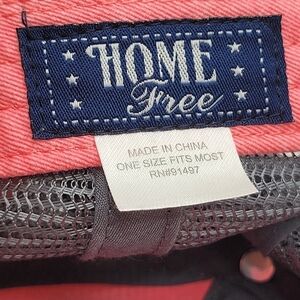 HOME
Free
MADE IN CHINA
ONE SIZE FITS MOST
RN#91497